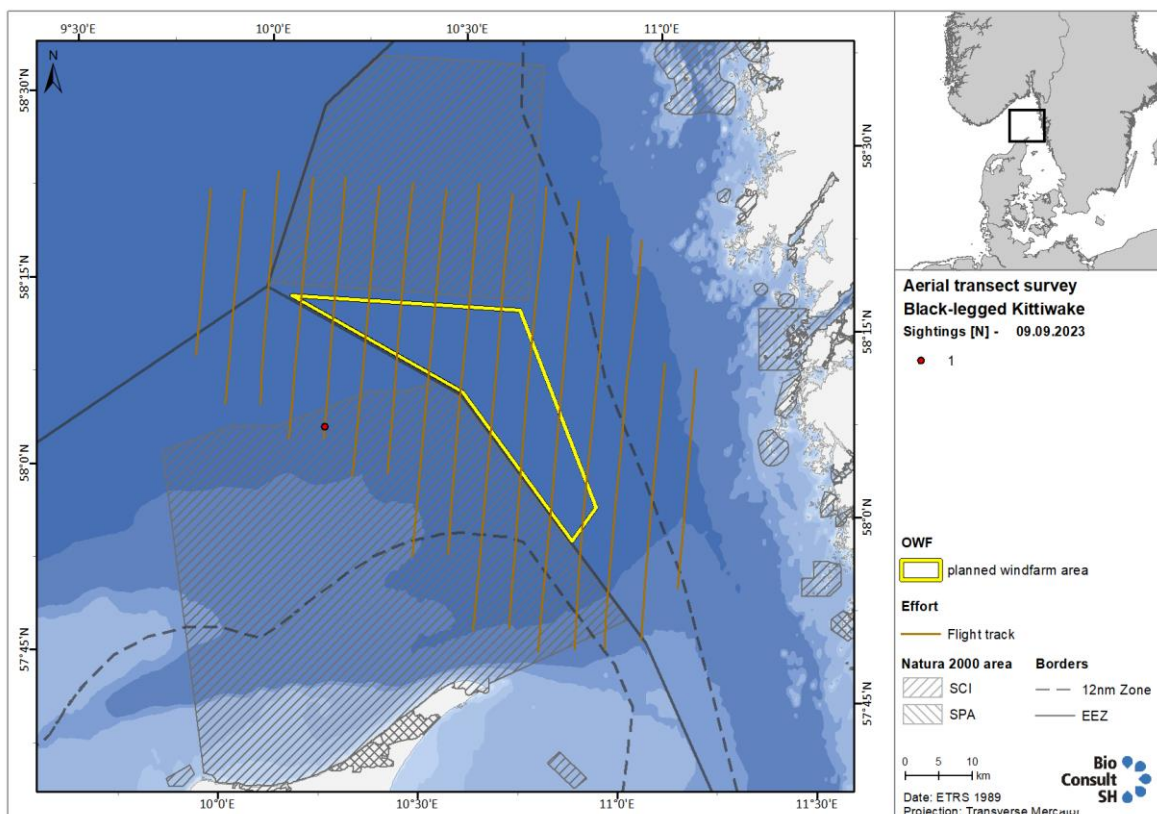 9°30'E
10°0'E
10°30'E
11°0'E
N
58°30'N
58°15'N
58°0'N
57°45'N
58°30'N
58°15'N
58°0'N
57°45'N
10°0'E
10°30'E
11°0'E
11°30'E
Aerial transect survey
Black-legged Kittiwake
Sightings [N] - 09.09.2023
1
OWF
planned windfarm area
Effort
Flight track
Natura 2000 area
Borders
SCI
12nm Zone
SPA
EEZ
0 5 10
km
Bio
Consult
SH
Date: ETRS 1989
Projection: Transverse Mercator